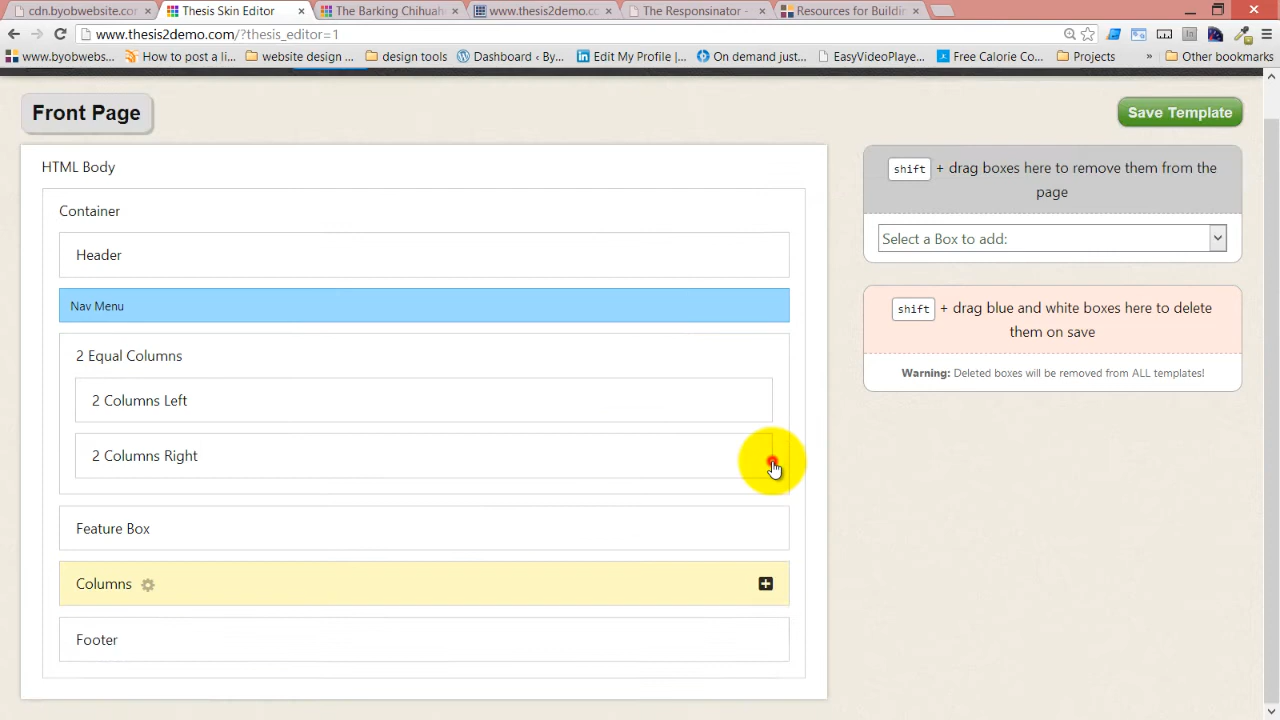 cdn.byobwebsite.com
Thesis Skin Editor
The Barking Chihuah
www.thesis2demo.co
The Responsinator -
Resources for Buildin
www.thesis2demo.com/?thesis_editor=1
www.byobwebs...
How to post a li...
website design ...
design tools
Dashboard ‹ By...
Edit My Profile |...
On demand just...
EasyVideoPlaye...
Free Calorie Co...
Projects
»
Other bookmarks
Front Page
Save Template
HTML Body
Container
Header
Nav Menu
2 Equal Columns
2 Columns Left
2 Columns Right
Feature Box
Columns
Footer
shift + drag boxes here to remove them from the
page
Select a Box to add:
shift + drag blue and white boxes here to delete
them on save
Warning: Deleted boxes will be removed from ALL templates!